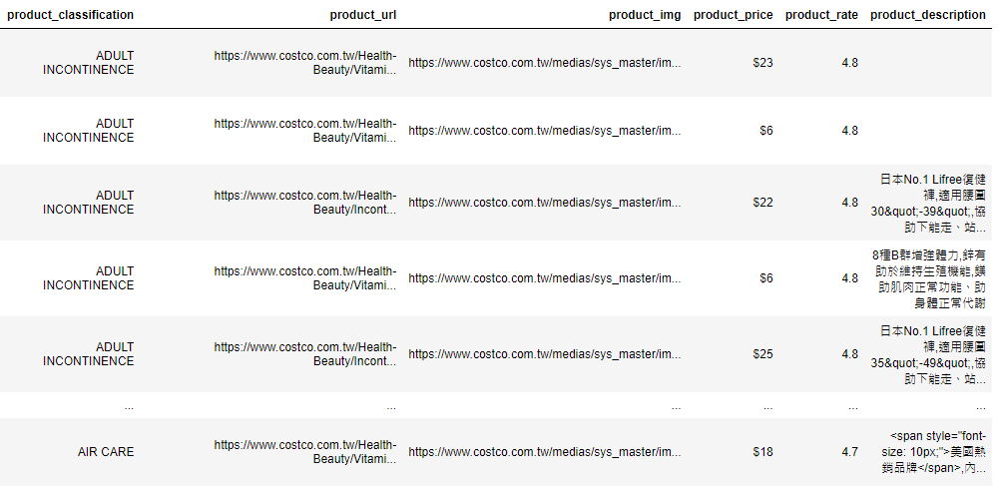 product_classification product_url product_img product_price product_rate product_description
ADULT INCONTINENCE https://www.costco.com.tw/Health-Beauty/Vitami... https://www.costco.com.tw/medias/sys_master/im... $23 4.8
ADULT INCONTINENCE https://www.costco.com.tw/Health-Beauty/Vitami... https://www.costco.com.tw/medias/sys_master/im... $6 4.8
ADULT INCONTINENCE https://www.costco.com.tw/Health-Beauty/Incont... https://www.costco.com.tw/medias/sys_master/im... $22 4.8 日本No.1 Lifree復健褲,適用腰圍30&quot;-39&quot;,協助下能走、站...
ADULT INCONTINENCE https://www.costco.com.tw/Health-Beauty/Vitami... https://www.costco.com.tw/medias/sys_master/im... $6 4.8 8種B群增強體力,鋅有助於維持生殖機能,鎂助肌肉正常功能、助身體正常代謝
ADULT INCONTINENCE https://www.costco.com.tw/Health-Beauty/Incont... https://www.costco.com.tw/medias/sys_master/im... $25 4.8 日本No.1 Lifree復健褲,適用腰圍35&quot;-49&quot;,協助下能走、站...
... ... ... ... ... ...
AIR CARE https://www.costco.com.tw/Health-Beauty/Vitami... https://www.costco.com.tw/medias/sys_master/im... $18 4.7 <span style="font-size: 10px;">美國熱銷品牌</span>,內...